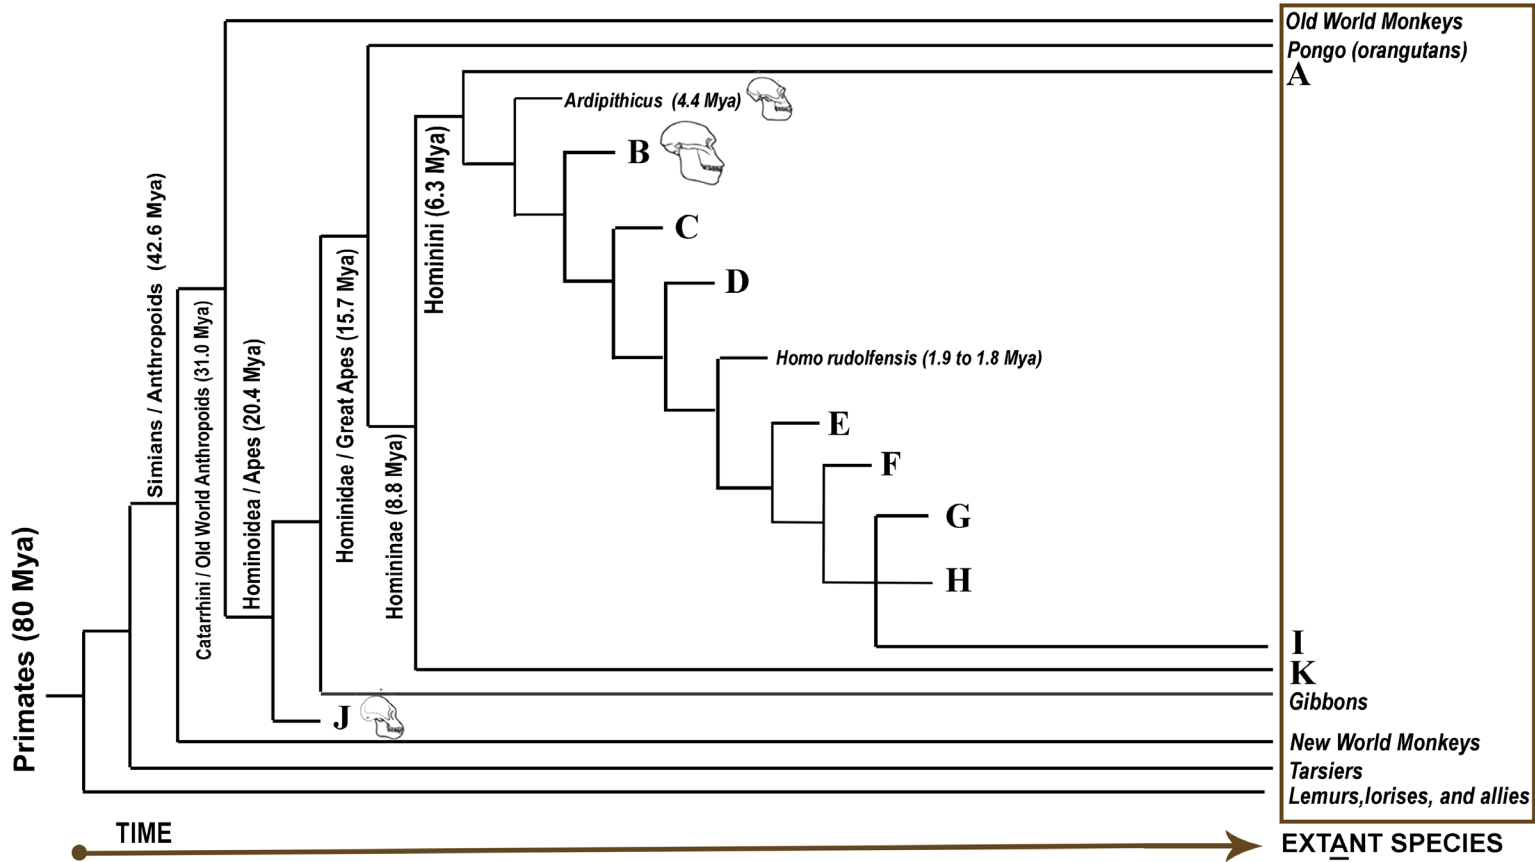 Old World Monkeys
Pongo (orangutans)
A
Ardipithicus (4.4 Mya)
B
C
D
Homo rudolfensis (1.9 to 1.8 Mya)
E
F
G
H
I
K
Gibbons
J
New World Monkeys
Tarsiers
Lemurs,lorises, and allies
Primates (80 Mya)
Simians / Anthropoids (42.6 Mya)
Catarrhini / Old World Anthropoids (31.0 Mya)
Hominoidea / Apes (20.4 Mya)
Hominidae / Great Apes (15.7 Mya)
Homininae (8.8 Mya)
Hominini (6.3 Mya)
TIME
EXTANT SPECIES